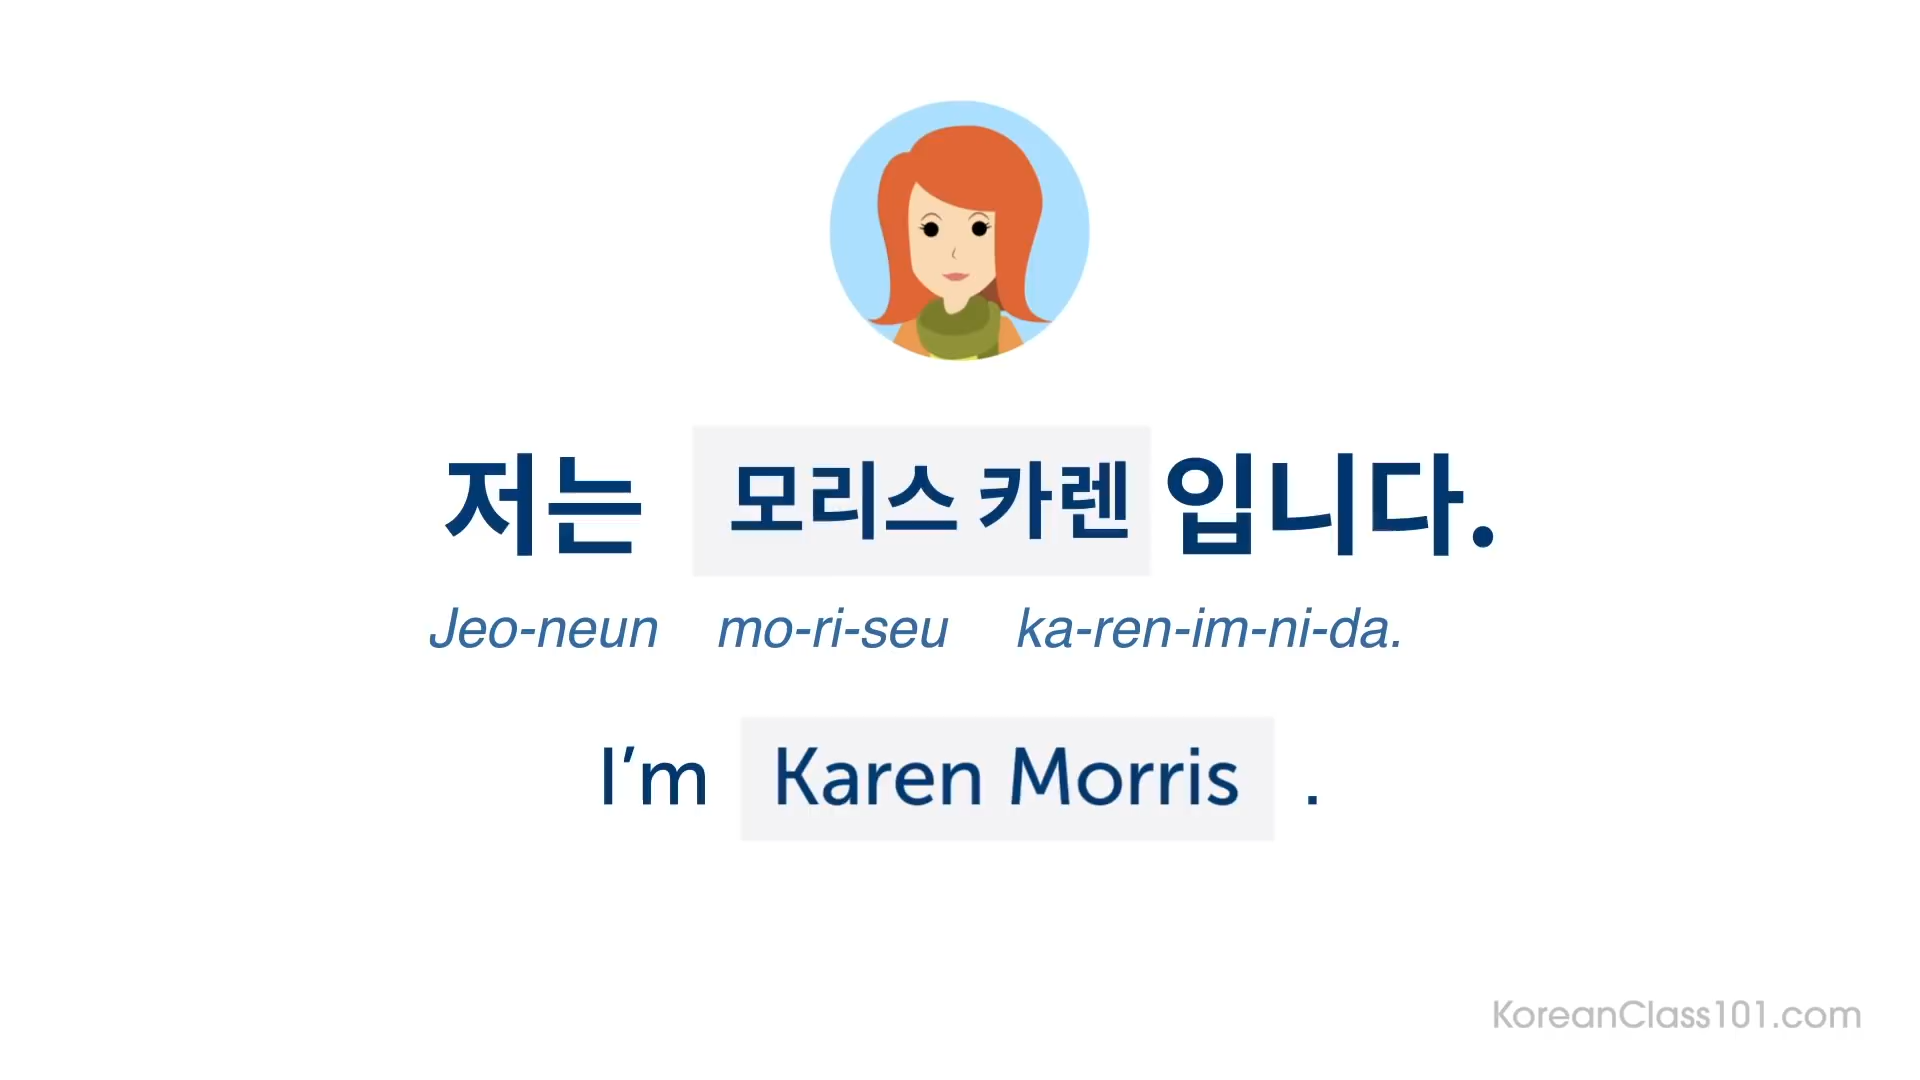 저는 모리스 카렌 입니다.
Jeo-neun mo-ri-seu ka-ren-im-ni-da.
I’m Karen Morris .
KoreanClass101.com